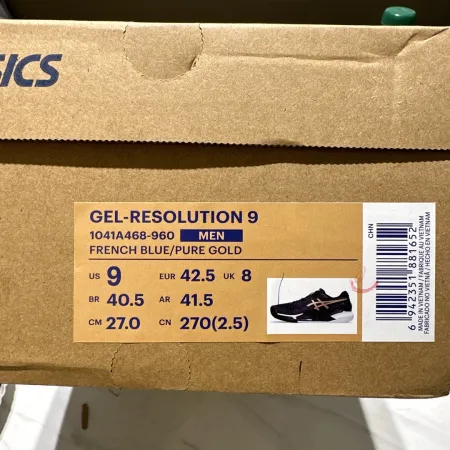 SICS
GEL-RESOLUTION 9
1041A468-960 MEN
FRENCH BLUE/PURE GOLD
US 9 EUR 42.5 UK 8
BR 40.5 AR 41.5
CM 27.0 CN 270(2.5)
CHN
6 942351 881652
MADE IN VIETNAM / FABRIQUÉ AU VIETNAM
FABRICADO NO VIETNÃ / HECHO EN VIETNAM